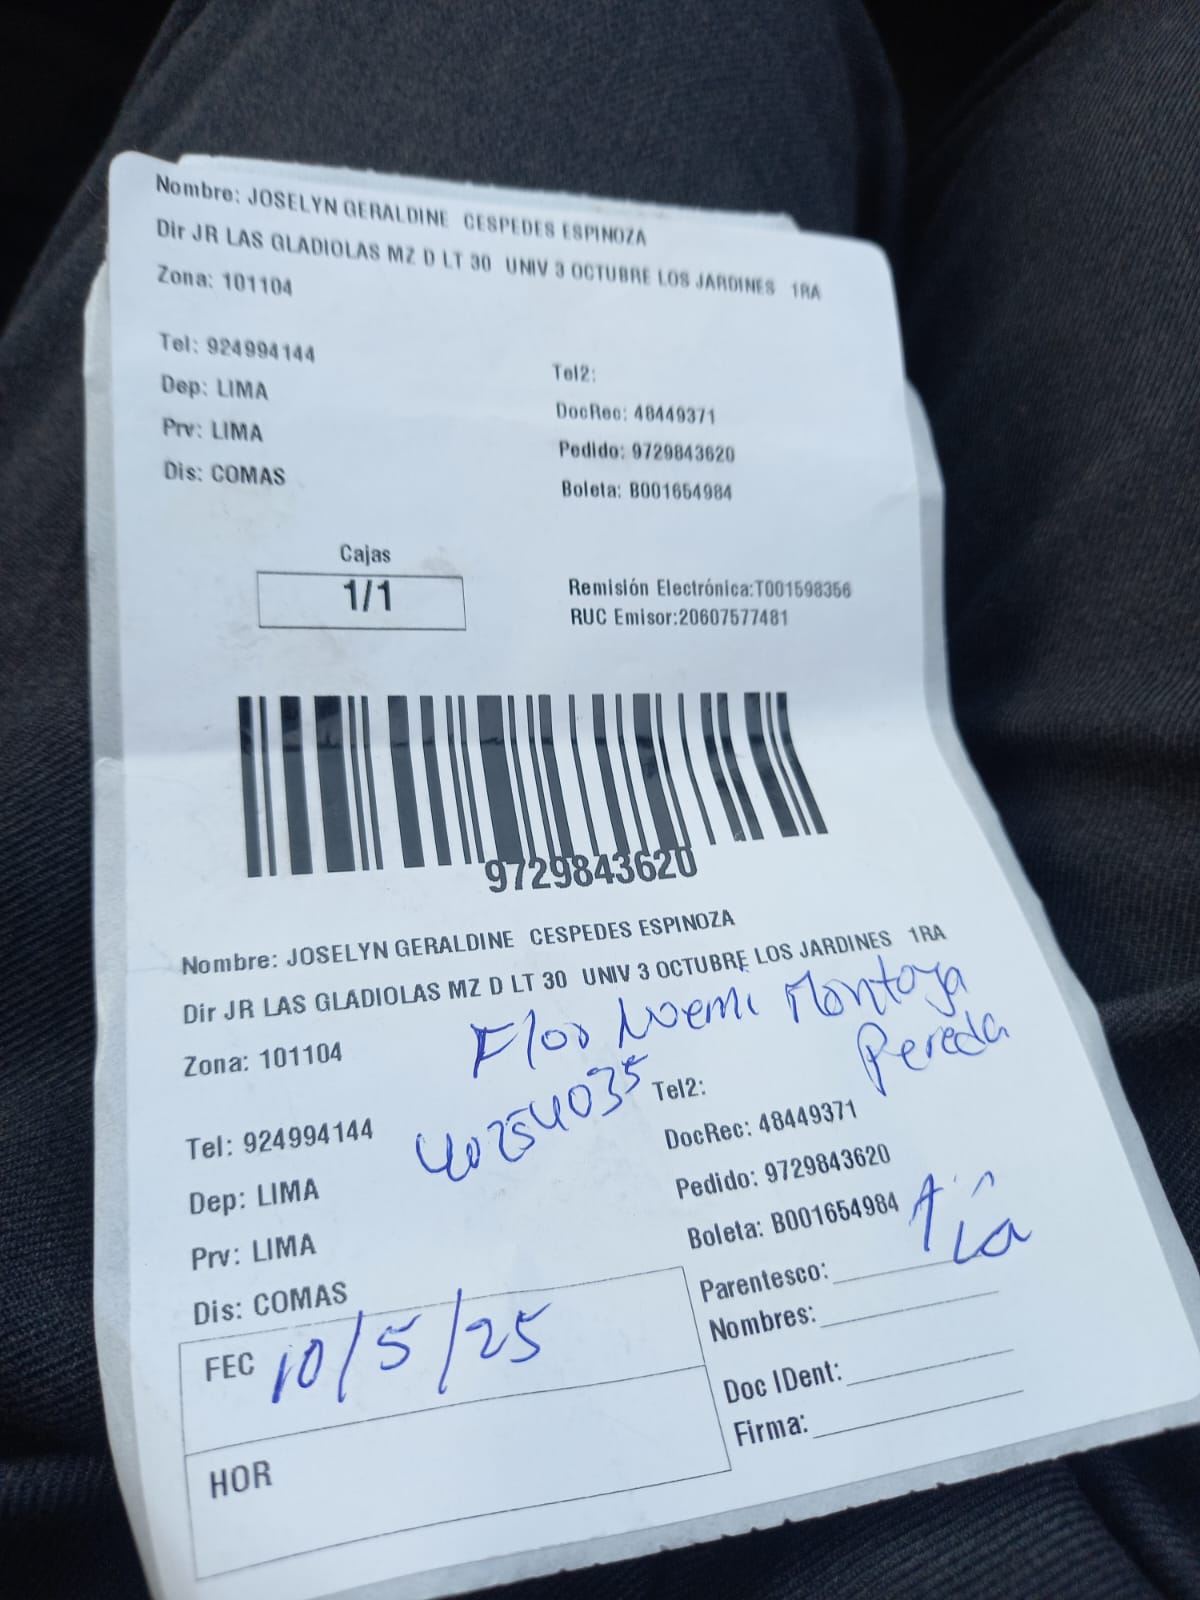 Nombre: JOSELYN GERALDINE CESPEDES ESPINOZA
Dir JR LAS GLADIOLAS MZ D LT 30 UNIV 3 OCTUBRE LOS JARDINES 1RA
Zona: 101104
Tel: 924994144
Tel2:
Dep: LIMA
DocRec: 48449371
Prv: LIMA
Pedido: 9729843620
Dis: COMAS
Boleta: B001654984
Cajas
1/1
Remisión Electrónica:T001598356
RUC Emisor:20607577481
9729843620
Nombre: JOSELYN GERALDINE CESPEDES ESPINOZA
Dir JR LAS GLADIOLAS MZ D LT 30 UNIV 3 OCTUBRE LOS JARDINES 1RA
Flor Noemi Montoya
Pereda
Zona: 101104
40254035
Tel2:
Tel: 924994144
DocRec: 48449371
Dep: LIMA
Pedido: 9729843620
Prv: LIMA
Boleta: B001654984
Tía
Dis: COMAS
Parentesco:
Nombres:
FEC 10/5/25
Doc IDent:
Firma:
HOR